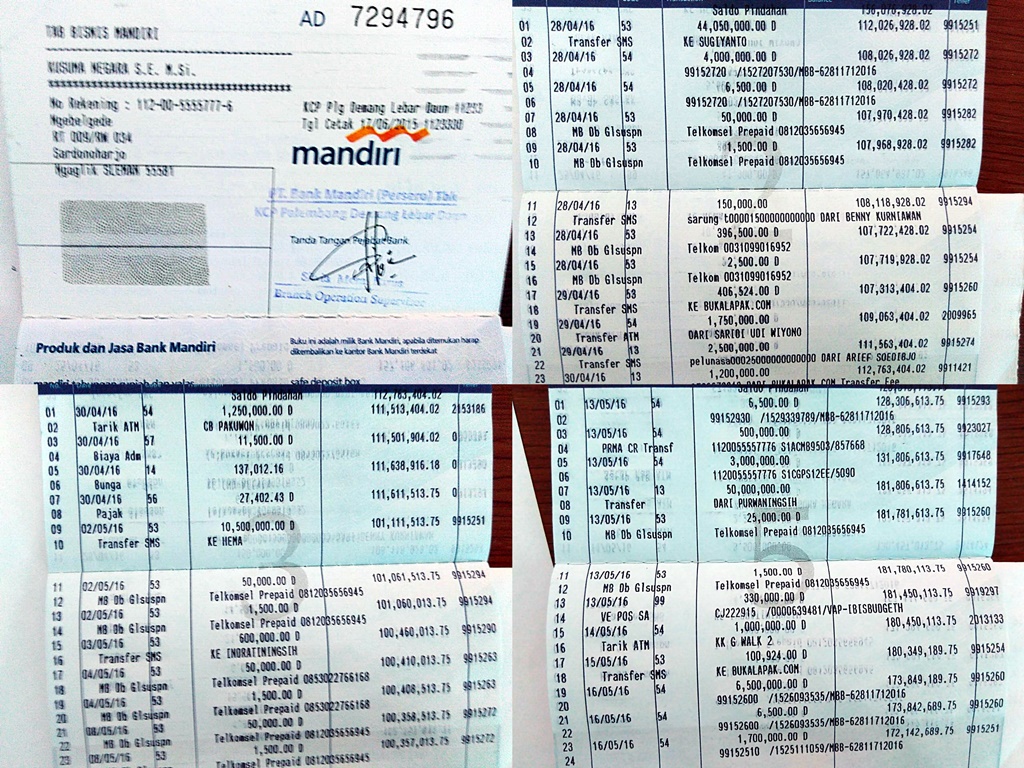 AD 7294796
TAB BISNIS MANDIRI
KUSUMA NEGARA S.E. M.Si.
No Rekening : 112-00-5555777-6
Ngebelgede
RT 009/RW 034
Sardonoharjo
Ngaglik SLEMAN 55581
KCP Plg Demang Lebar Daun 11233
Tgl Cetak 17/06/2015 1123330
mandiri
PT. Bank Mandiri (Persero) Tbk
KCP Palembang Demang Lebar Daun
Tanda Tangan Pejabat Bank
Branch Operation Supervisor
Produk dan Jasa Bank Mandiri
Buku ini adalah milik Bank Mandiri, apabila ditemukan harap
dikembalikan ke kantor Bank Mandiri terdekat
mandiri tabungan rupiah dan valas
safe deposit box
Saldo Pindahan 156,076,928.02
01 28/04/16 53 44,050,000.00 D 112,026,928.02 9915251
02 Transfer SMS KE SUGIYANTO
03 28/04/16 54 4,000,000.00 D 108,026,928.02 9915272
04 99152720 /1527207530/MBB-62811712016
05 28/04/16 54 6,500.00 D 108,020,428.02 9915272
06 99152720 /1527207530/MBB-62811712016
07 28/04/16 53 50,000.00 D 107,970,428.02 9915282
08 MB Db Glsuspn Telkomsel Prepaid 0812035656945
09 28/04/16 53 1,500.00 D 107,968,928.02 9915282
10 MB Db Glsuspn Telkomsel Prepaid 0812035656945
11 28/04/16 13 150,000.00 108,118,928.02 9915294
12 Transfer SMS sarung t00001500000000000 DARI BENNY KURNIAWAN
13 28/04/16 53 396,500.00 D 107,722,428.02 9915254
14 MB Db Glsuspn Telkom 0031099016952
15 28/04/16 53 2,500.00 D 107,719,928.02 9915254
16 MB Db Glsuspn Telkom 0031099016952
17 29/04/16 53 406,524.00 D 107,313,404.02 9915260
18 Transfer SMS KE BUKALAPAK.COM
19 29/04/16 54 1,750,000.00 109,063,404.02 2009965
20 Transfer ATM DARI SARIBI UDI WIYONO
21 29/04/16 13 2,500,000.00 111,563,404.02 9915274
22 Transfer SMS pelunasa00025000000000000 DARI ARIEF SOEDIBJO
23 30/04/16 13 1,200,000.00 112,763,404.02 9911421
DARI BUKALAPAK.COM Transfer Fee
Saldo Pindahan 112,763,404.02
01 30/04/16 54 1,250,000.00 D 111,513,404.02 2153186
02 Tarik ATM CB PAKUWON
03 30/04/16 57 11,500.00 D 111,501,904.02 0
04 Biaya Adm
05 30/04/16 14 137,012.16 111,638,916.18 0
06 Bunga
07 30/04/16 56 27,402.43 D 111,611,513.75 0
08 Pajak
09 02/05/16 53 10,500,000.00 D 101,111,513.75 9915251
10 Transfer SMS KE HEMA
11 02/05/16 53 50,000.00 D 101,061,513.75 9915294
12 MB Db Glsuspn Telkomsel Prepaid 0812035656945
13 02/05/16 53 1,500.00 D 101,060,013.75 9915294
14 MB Db Glsuspn Telkomsel Prepaid 0812035656945
15 03/05/16 53 600,000.00 D 100,460,013.75 9915290
16 Transfer SMS KE INDRATININGSIH
17 04/05/16 53 50,000.00 D 100,410,013.75 9915263
18 MB Db Glsuspn Telkomsel Prepaid 0853022766168
19 04/05/16 53 1,500.00 D 100,408,513.75 9915263
20 MB Db Glsuspn Telkomsel Prepaid 0853022766168
21 08/05/16 53 50,000.00 D 100,358,513.75 9915272
22 MB Db Glsuspn Telkomsel Prepaid 0812035656945
23 08/05/16 53 1,500.00 D 100,357,013.75 9915272
Telkomsel Prepaid 0812035656945
Saldo Pindahan
01 13/05/16 54 6,500.00 D 128,306,613.75 9915293
02 99152930 /1529339789/MBB-62811712016
03 13/05/16 54 500,000.00 128,806,613.75 9923027
04 PRMA CR Transf 1120055557776 S1ACM89503/857668
05 13/05/16 54 3,000,000.00 131,806,613.75 9917648
06 1120055557776 S1CGPS12EE/5090
07 13/05/16 13 50,000,000.00 181,806,613.75 1414152
08 Transfer DARI PURWANINGSIH
09 13/05/16 53 25,000.00 D 181,781,613.75 9915260
10 MB Db Glsuspn Telkomsel Prepaid 0812035656945
11 13/05/16 53 1,500.00 D 181,780,113.75 9915260
12 MB Db Glsuspn Telkomsel Prepaid 0812035656945
13 13/05/16 99 330,000.00 D 181,450,113.75 9919297
14 VE POS SA CJ222915 /0000639481/VAP-IBISBUDGETH
15 14/05/16 54 1,000,000.00 D 180,450,113.75 2013133
16 Tarik ATM KK G WALK 2
17 15/05/16 53 100,924.00 D 180,349,189.75 9915254
18 Transfer SMS KE BUKALAPAK.COM
19 16/05/16 54 6,500,000.00 D 173,849,189.75 9915260
20 99152600 /1526093535/MBB-62811712016
21 16/05/16 54 6,500.00 D 173,842,689.75 9915260
22 99152600 /1526093535/MBB-62811712016
23 16/05/16 54 1,700,000.00 D 172,142,689.75 9915251
24 99152510 /1525111059/MBB-62811712016